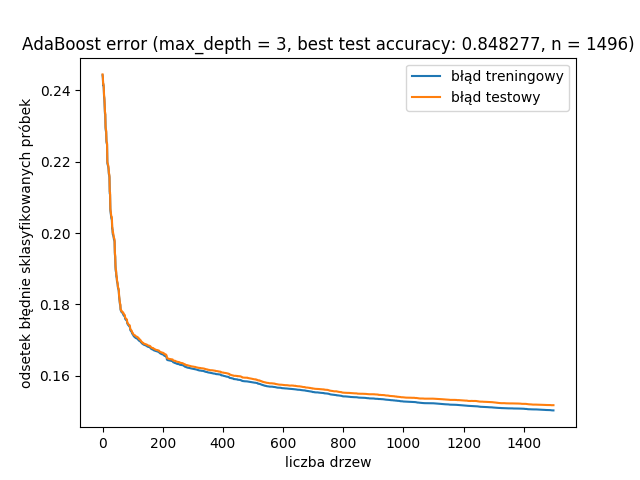 AdaBoost error (max_depth = 3, best test accuracy: 0.848277, n = 1496)
błąd treningowy
błąd testowy
odsetek błędnie sklasyfikowanych próbek
0.24
0.22
0.20
0.18
0.16
0 200 400 600 800 1000 1200 1400
liczba drzew